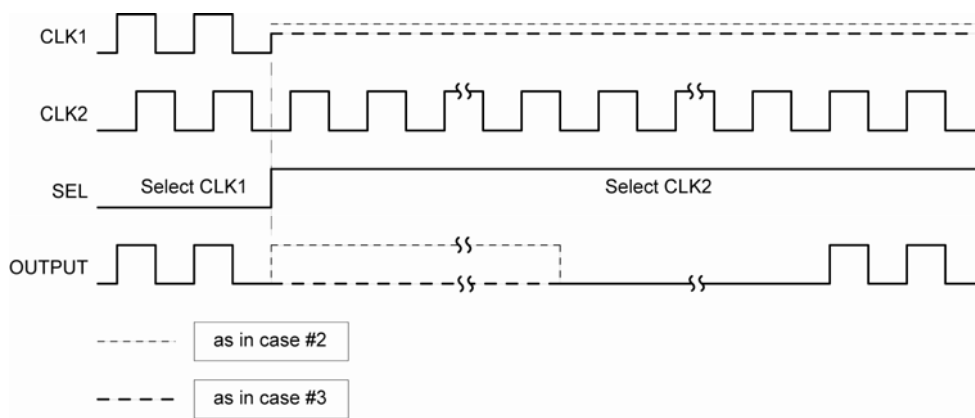 CLK1
CLK2
SEL
Select CLK1
Select CLK2
OUTPUT
as in case #2
as in case #3